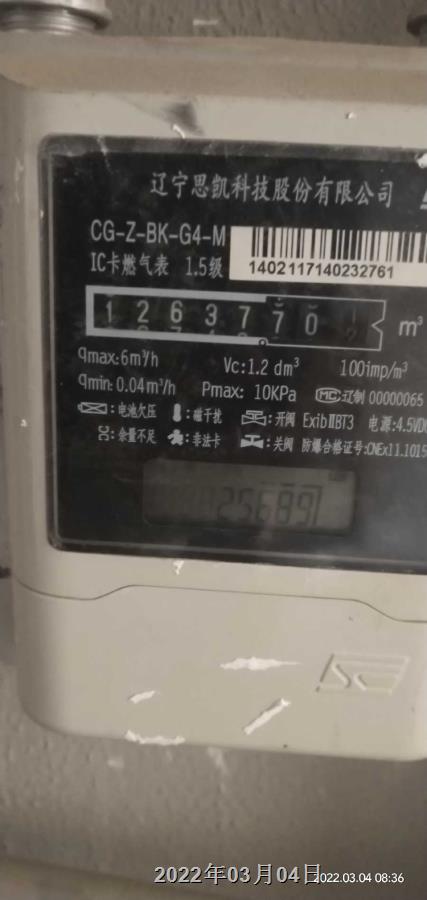 辽宁思凯科技股份有限公司
CG-Z-BK-G4-M
IC卡燃气表 1.5级
1402117140232761
1 2 6 3 7 7 0
m³
qmax:6m³/h Vc:1.2 dm³ 100imp/m³
qmin:0.04m³/h Pmax: 10KPa MC 辽制 00000065
:电池欠压 :磁干扰 :开阀 ExibⅡBT3 电源:4.5VDC
:余量不足 :非法卡 :关阀 防爆合格证号:CNEx11.1015
2022年03月04日
2022.03.04 08:36